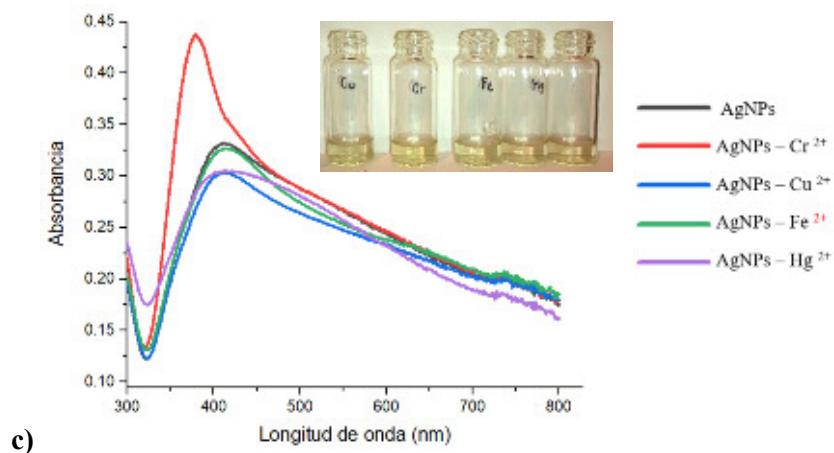 0.45
0.40
0.35
0.30
0.25
0.20
0.15
0.10
Absorbancia
300
400
500
600
700
800
Longitud de onda (nm)
Cu
Cr
Fe
Hg
AgNPs
AgNPs – Cr 2+
AgNPs – Cu 2+
AgNPs – Fe 2+
AgNPs – Hg 2+
c)